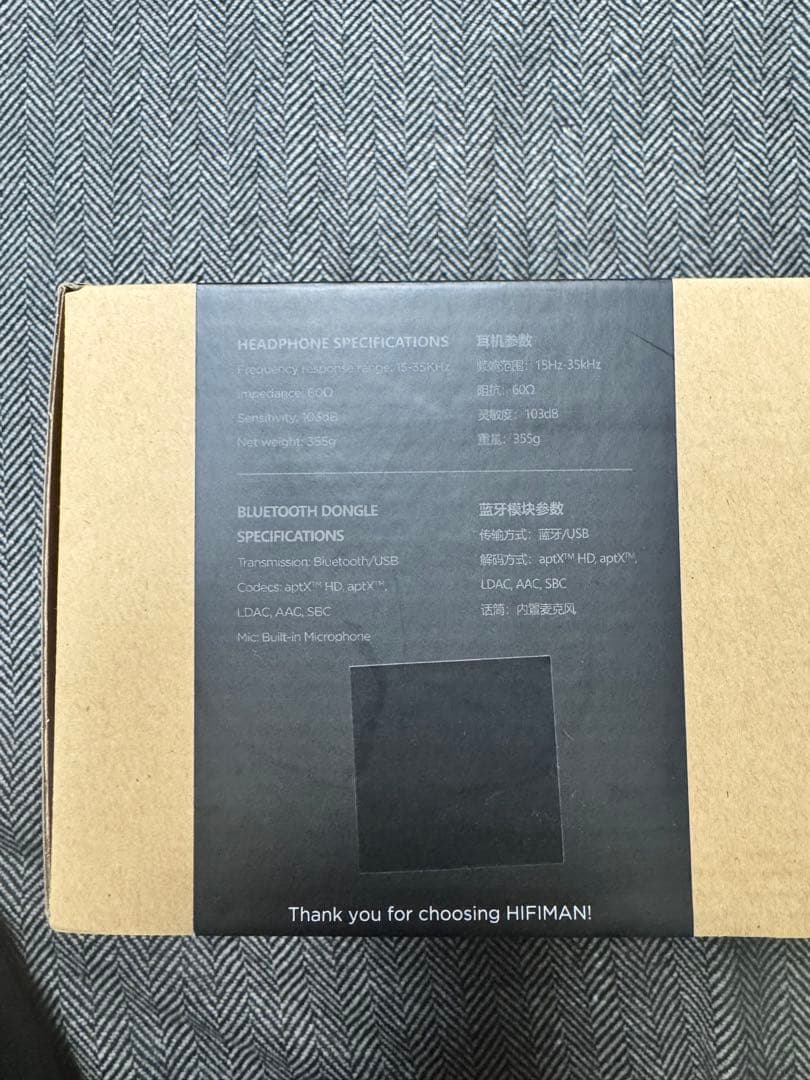 HEADPHONE SPECIFICATIONS
Frequency response range: 15-35KHz
Impedance: 60Ω
Sensitivity: 103dB
Net weight: 355g
耳机参数
频响范围：15Hz-35kHz
阻抗：60Ω
灵敏度：103dB
重量：355g
BLUETOOTH DONGLE
SPECIFICATIONS
Transmission: Bluetooth/USB
Codecs: aptX™ HD, aptX™,
LDAC, AAC, SBC
Mic: Built-in Microphone
蓝牙模块参数
传输方式：蓝牙/USB
解码方式：aptX™ HD, aptX™,
LDAC, AAC, SBC
话筒：内置麦克风
Thank you for choosing HIFIMAN!